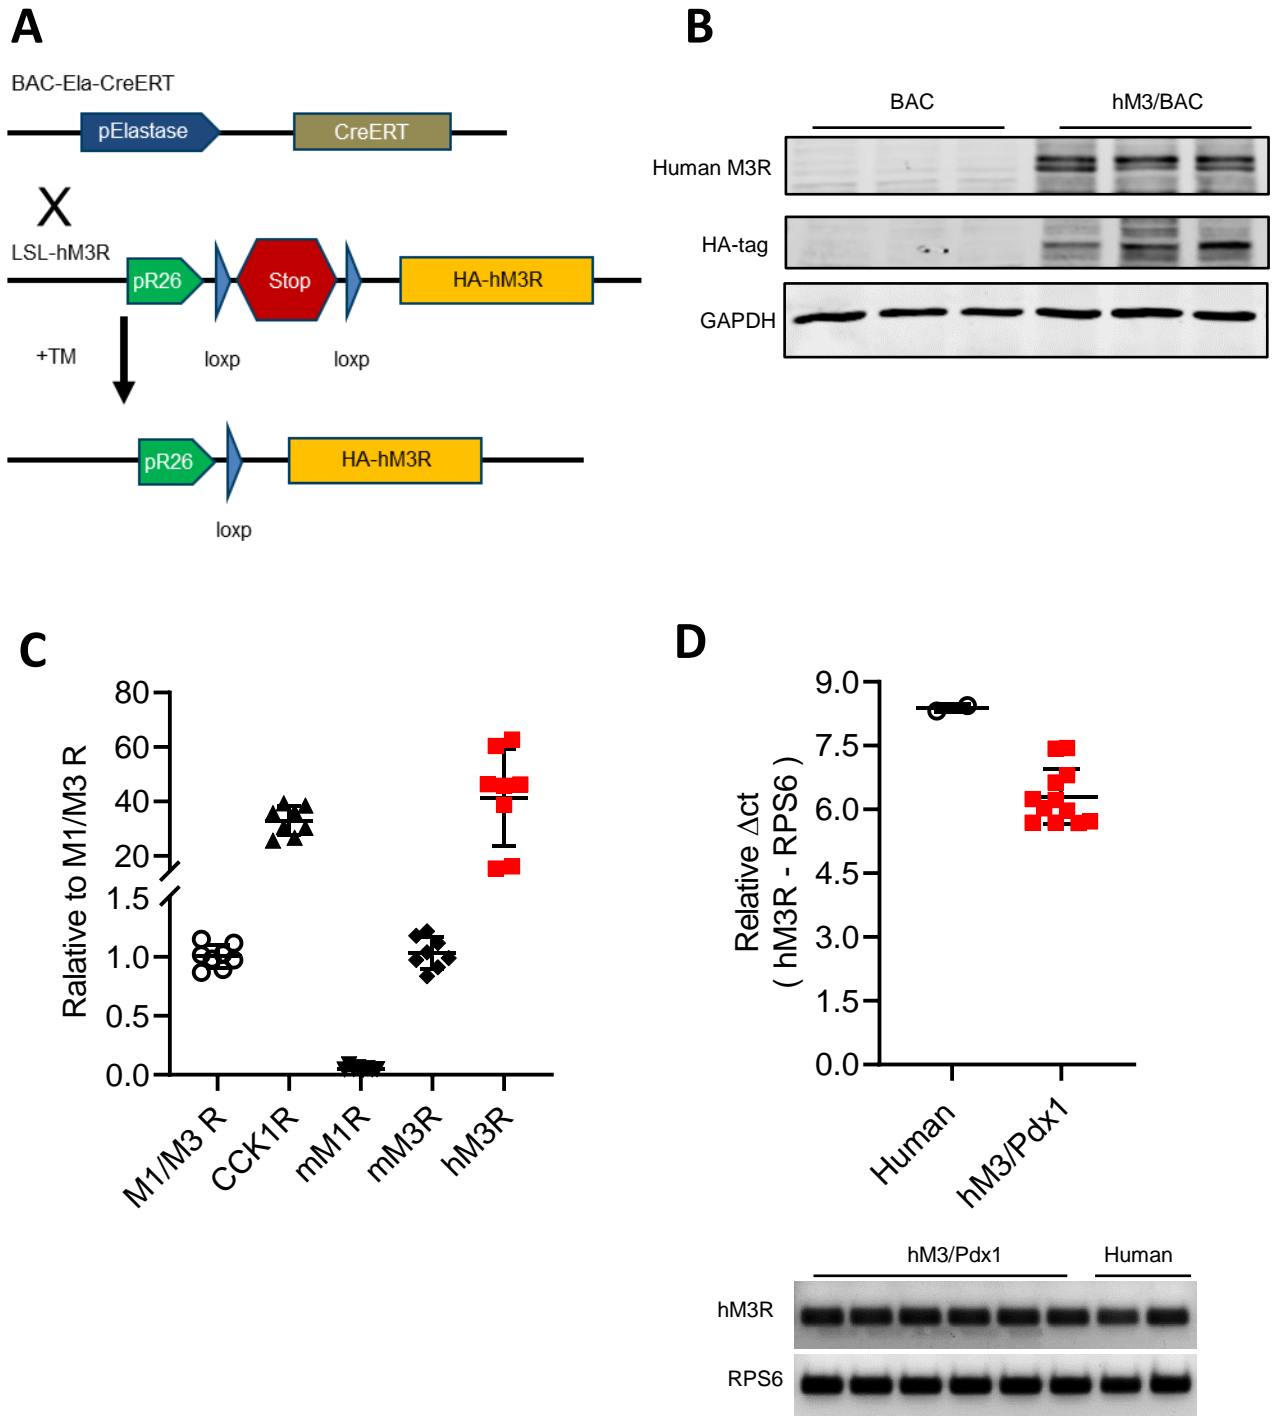 A
BAC-Ela-CreERT
pElastase
CreERT
X
LSL-hM3R
pR26
Stop
HA-hM3R
+TM
loxp
loxp
pR26
HA-hM3R
loxp
B
BAC
hM3/BAC
Human M3R
HA-tag
GAPDH
C
Ralative to M1/M3 R
80
60
40
20
1.5
1.0
0.5
0.0
M1/M3 R
CCK1R
mM1R
mM3R
hM3R
D
Relative Δct
( hM3R - RPS6 )
9.0
7.5
6.0
4.5
3.0
1.5
0.0
Human
hM3/Pdx1
hM3/Pdx1
Human
hM3R
RPS6